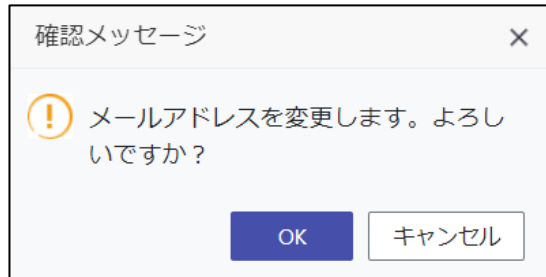 確認メッセージ
メールアドレスを変更します。よろし
いですか？
OK
キャンセル